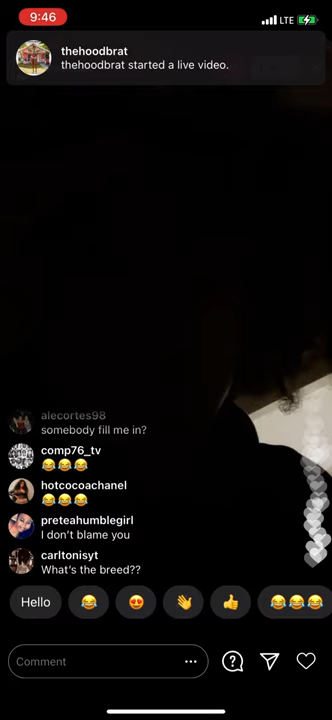 9:46
LTE
thehoodbrat
thehoodbrat started a live video.
alecortes98
somebody fill me in?
comp76_tv
😂😂😂
hotcocoachanel
😂😂😂
preteahumblegirl
I don't blame you
carltonisyt
What's the breed??
Hello 😂 😍 👋 👍 😂😂😂
Comment